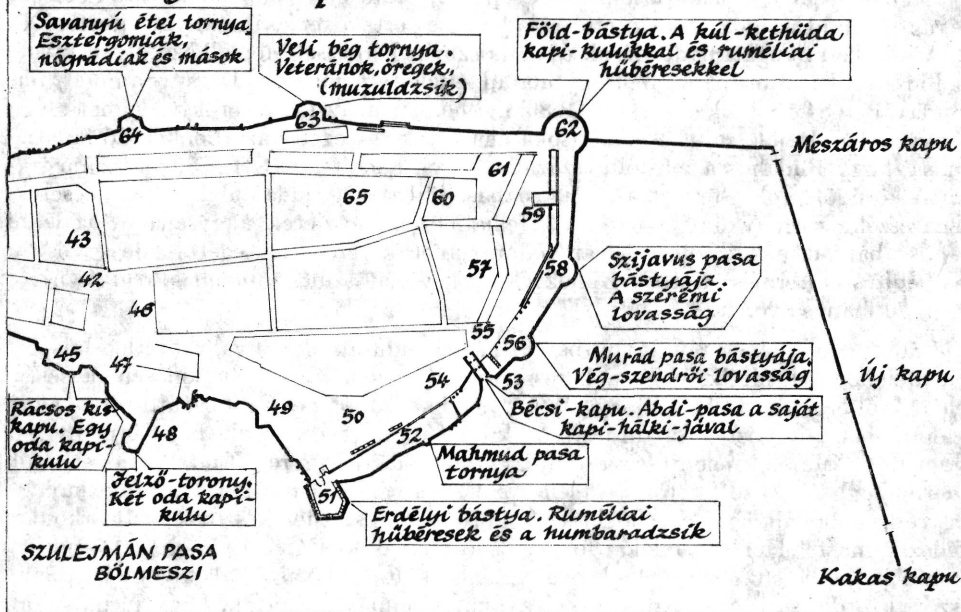 Savanyú étel tornya.
Esztergomiak,
nógrádiak és mások
Veli bég tornya.
Veteránok, öregek,
(muzuldzsik)
Föld-bástya. A kúl-kethüda
kapi-kulukkal és ruméliai
hűbéresekkel
64
63
62
Mészáros kapu
61
65
60
59
43
57
58
Szijavus pasa
bástyája.
A szerémi
lovasság
42
46
55
56
45
47
54
53
Murád pasa bástyája.
Vég-szendrői lovasság
Új kapu
Rácsos kis-
kapu. Egy
oda kapi-
kulu
48
49
50
52
Bécsi-kapu. Abdi-pasa a saját
kapi-hálki-jával
Mahmud pasa
tornya
Jelző-torony.
Két oda kapi-
kulu
51
Erdélyi bástya. Ruméliai
hűbéresek és a humbaradzsik
SZULEJMÁN PASA
BÖLMESZI
Kakas kapu